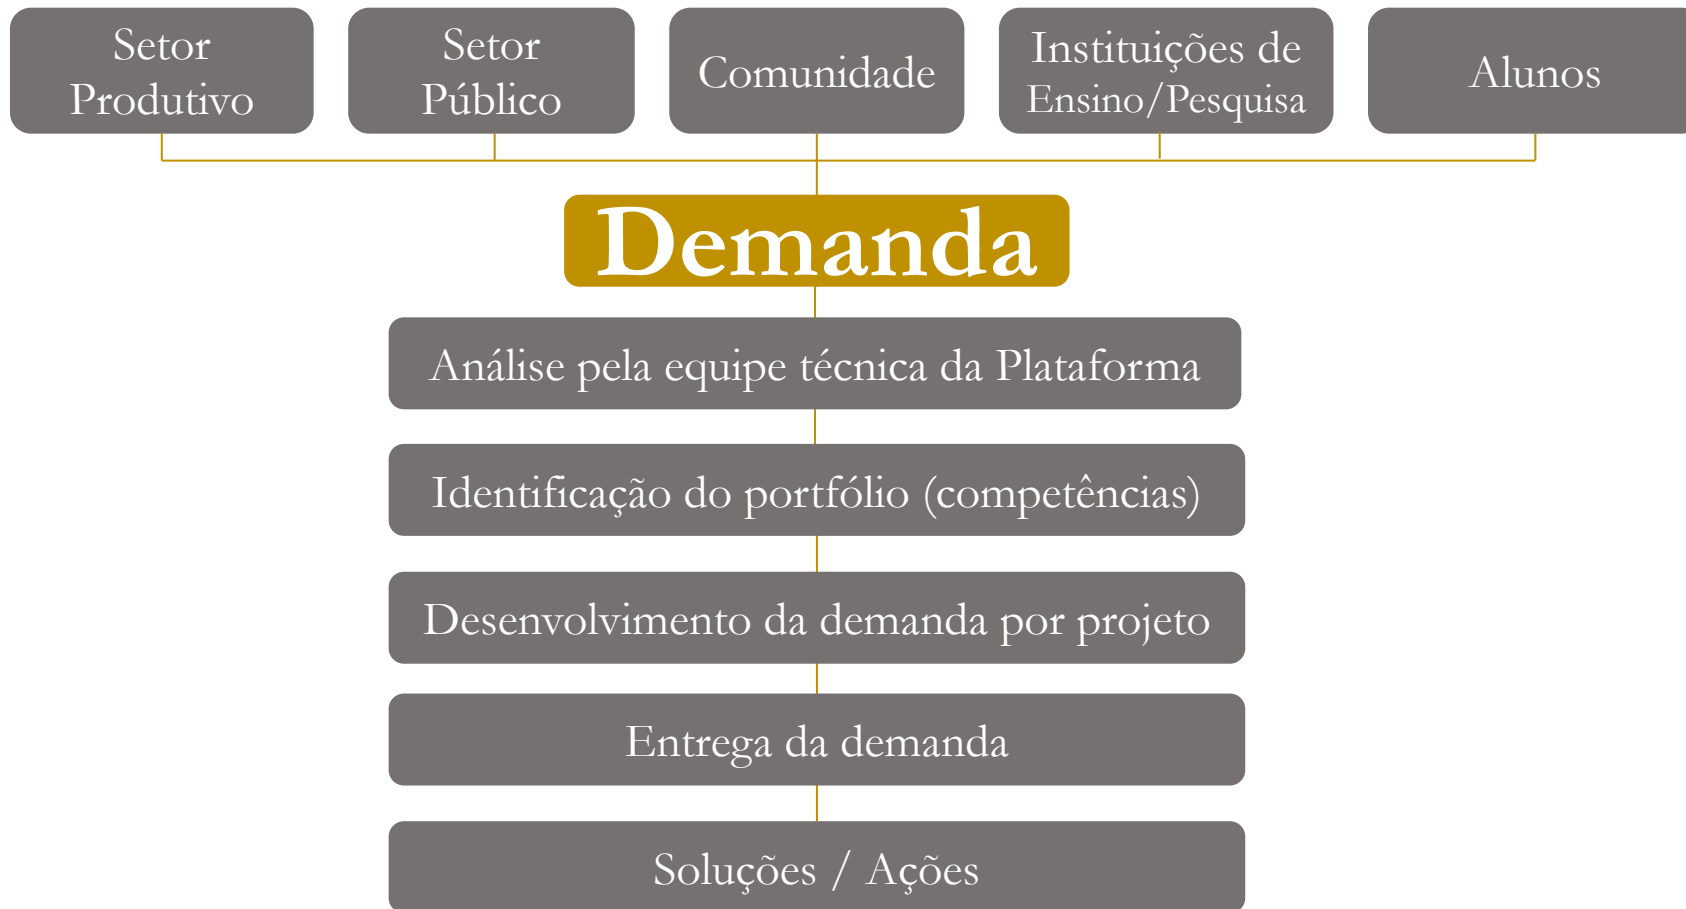 Setor
Produtivo
Setor
Público
Comunidade
Instituições de
Ensino/Pesquisa
Alunos
Demanda
Análise pela equipe técnica da Plataforma
Identificação do portfólio (competências)
Desenvolvimento da demanda por projeto
Entrega da demanda
Soluções / Ações